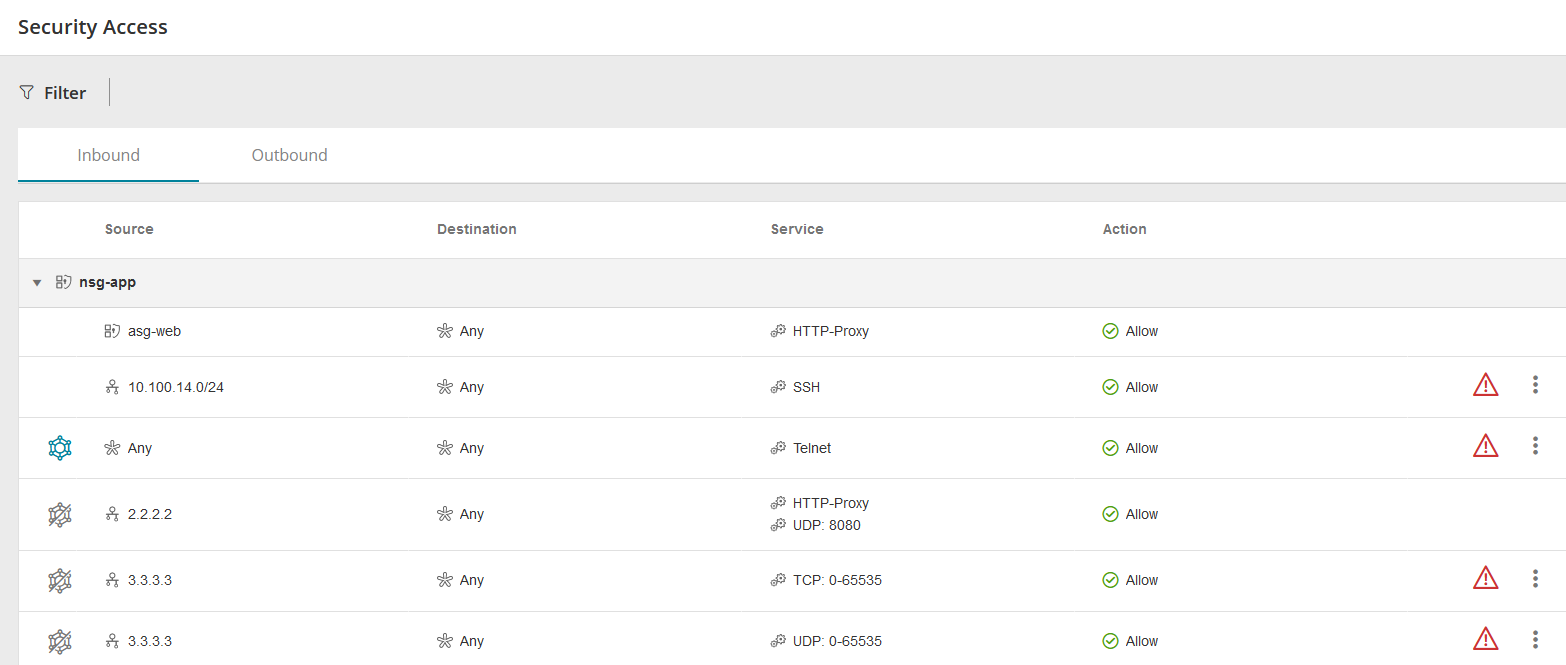 Security Access
Filter
Inbound Outbound
Source Destination Service Action
nsg-app
asg-web Any HTTP-Proxy Allow
10.100.14.0/24 Any SSH Allow
Any Any Telnet Allow
2.2.2.2 Any HTTP-Proxy Allow
UDP: 8080
3.3.3.3 Any TCP: 0-65535 Allow
3.3.3.3 Any UDP: 0-65535 Allow